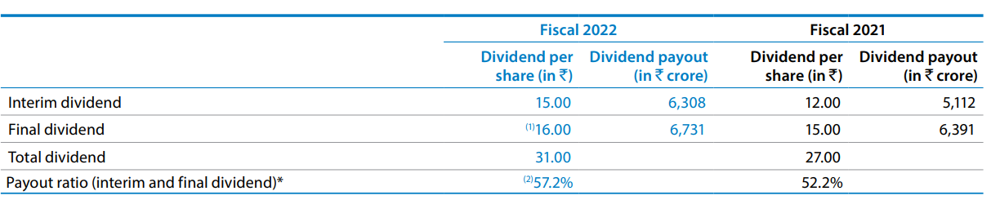 Fiscal 2022 Fiscal 2021
Dividend per Dividend payout Dividend per Dividend payout
share (in ₹) (in ₹ crore) share (in ₹) (in ₹ crore)
Interim dividend 15.00 6,308 12.00 5,112
Final dividend (1)16.00 6,731 15.00 6,391
Total dividend 31.00 27.00
Payout ratio (interim and final dividend)* (2)57.2% 52.2%